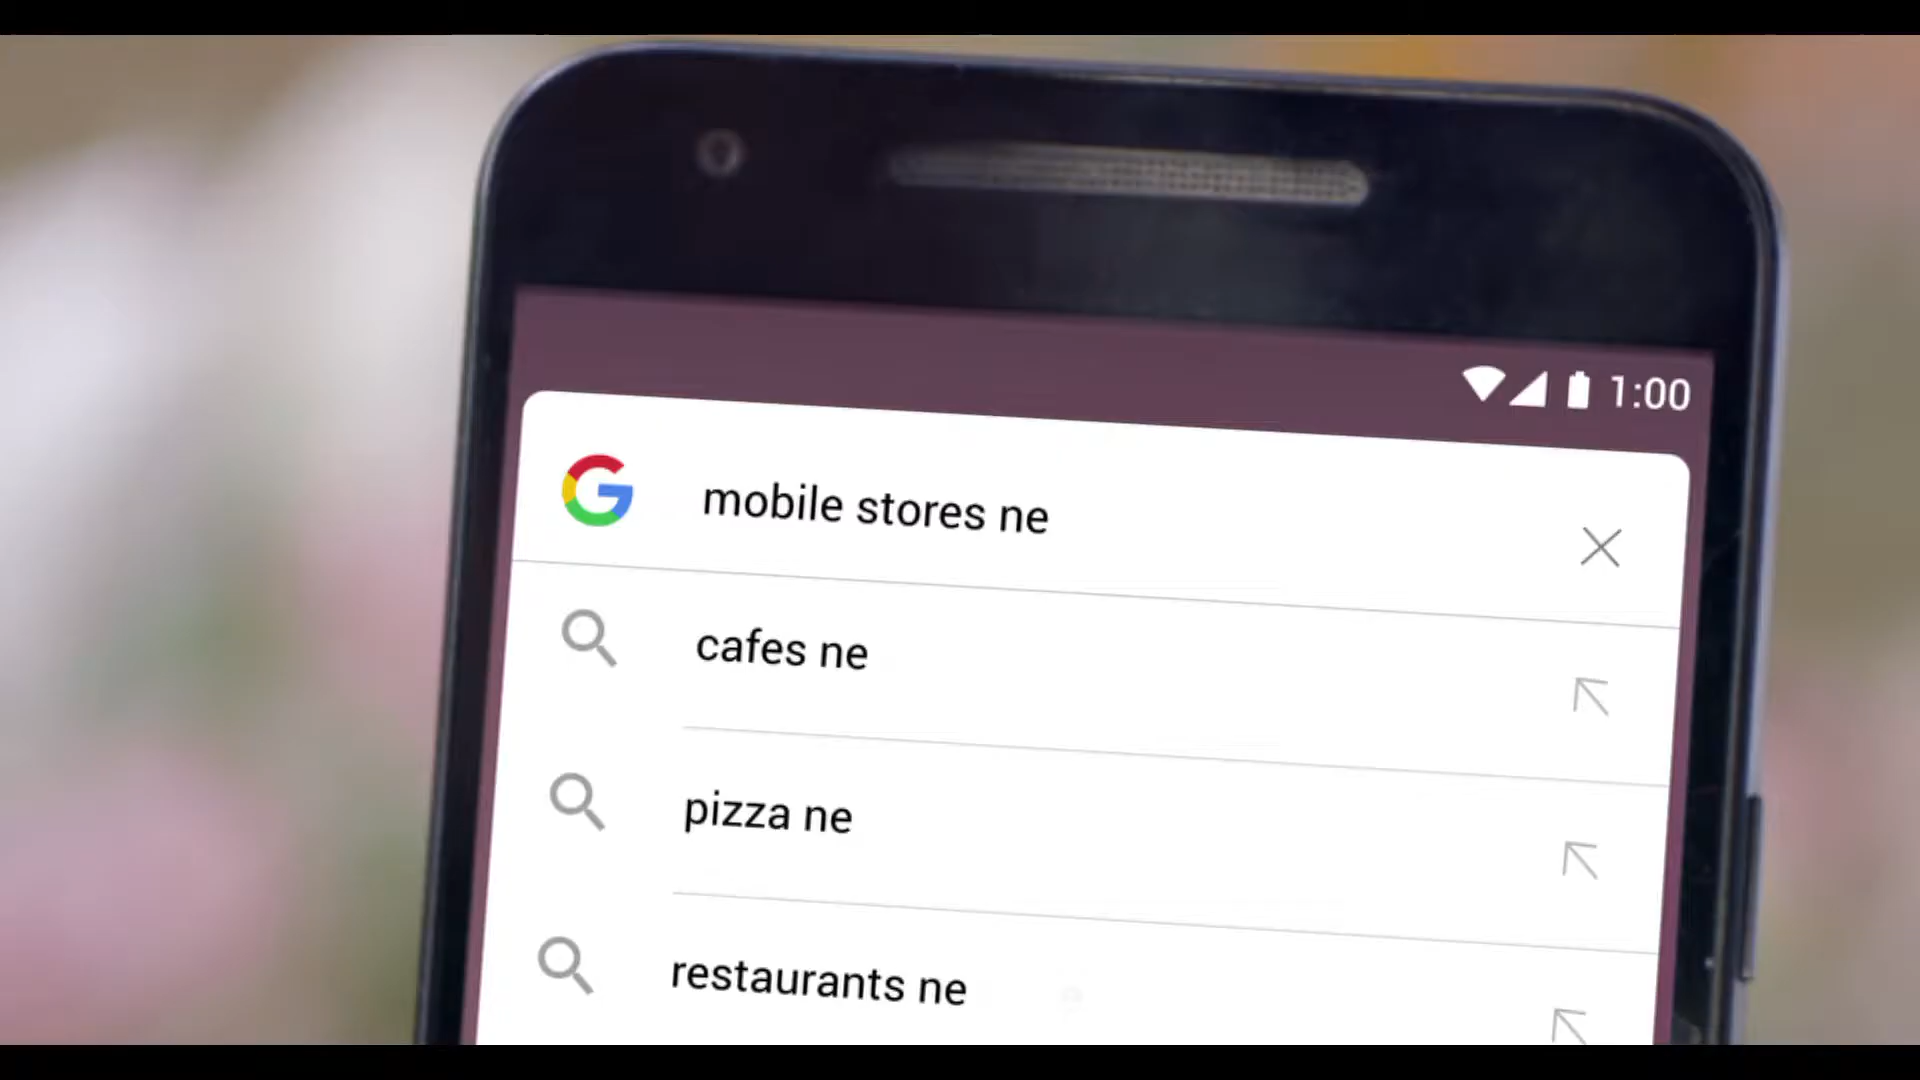 1:00
mobile stores ne
cafes ne
pizza ne
restaurants ne